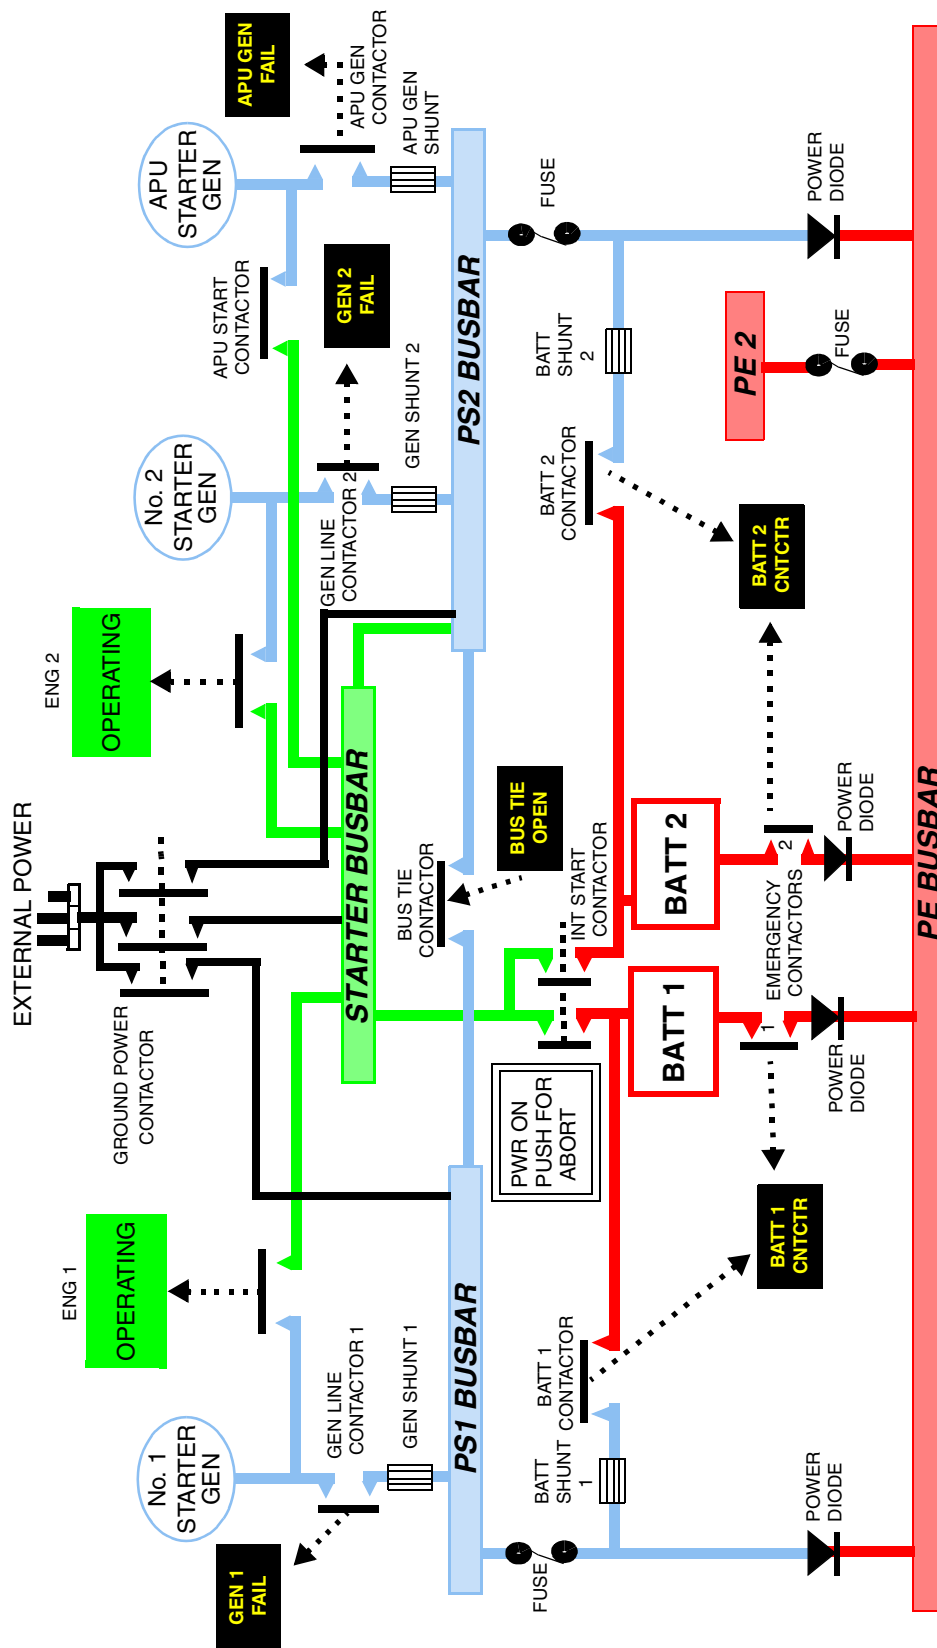 EXTERNAL POWER
GROUND POWER
CONTACTOR
ENG 1
OPERATING
ENG 2
OPERATING
No. 1
STARTER
GEN
GEN 1
FAIL
GEN LINE
CONTACTOR 1
GEN SHUNT 1
No. 2
STARTER
GEN
GEN LINE
CONTACTOR 2
GEN 2
FAIL
GEN SHUNT 2
APU START
CONTACTOR
APU
STARTER
GEN
APU GEN
FAIL
APU GEN
CONTACTOR
APU GEN
SHUNT
STARTER BUSBAR
PS1 BUSBAR
BUS TIE
CONTACTOR
BUS TIE
OPEN
PS2 BUSBAR
FUSE
BATT
SHUNT
1
BATT 1
CONTACTOR
PWR ON
PUSH FOR
ABORT
INT START
CONTACTOR
BATT 2
CONTACTOR
BATT
SHUNT
2
FUSE
BATT 1
BATT 2
BATT 1
CNTCTR
1
EMERGENCY
CONTACTORS
2
BATT 2
CNTCTR
PE 2
FUSE
POWER
DIODE
POWER
DIODE
POWER
DIODE
POWER
DIODE
PE BUSBAR